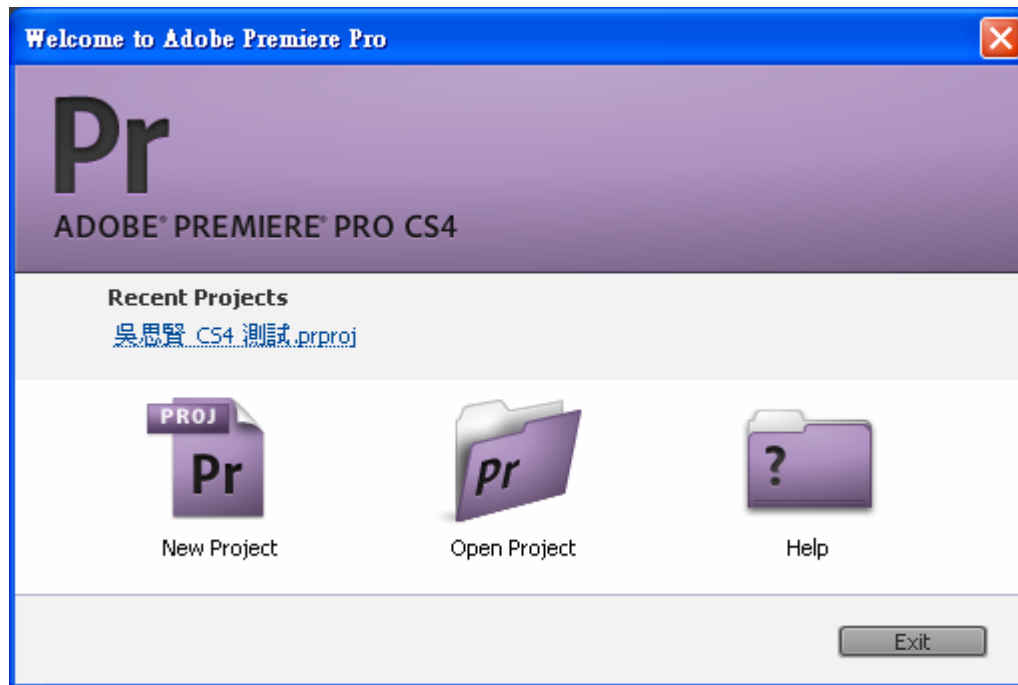 Welcome to Adobe Premiere Pro
Pr
ADOBE® PREMIERE® PRO CS4
Recent Projects
吳思賢 CS4 測試.prproj
PROJ
Pr
Pr
?
New Project
Open Project
Help
Exit